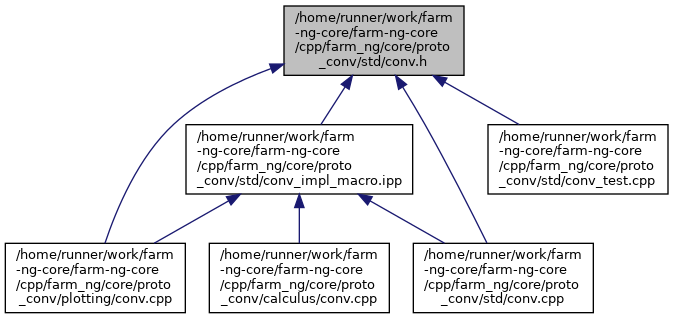 /home/runner/work/farm
-ng-core/farm-ng-core
/cpp/farm_ng/core/proto
_conv/std/conv.h
/home/runner/work/farm
-ng-core/farm-ng-core
/cpp/farm_ng/core/proto
_conv/std/conv_impl_macro.ipp
/home/runner/work/farm
-ng-core/farm-ng-core
/cpp/farm_ng/core/proto
_conv/std/conv_test.cpp
/home/runner/work/farm
-ng-core/farm-ng-core
/cpp/farm_ng/core/proto
_conv/plotting/conv.cpp
/home/runner/work/farm
-ng-core/farm-ng-core
/cpp/farm_ng/core/proto
_conv/calculus/conv.cpp
/home/runner/work/farm
-ng-core/farm-ng-core
/cpp/farm_ng/core/proto
_conv/std/conv.cpp